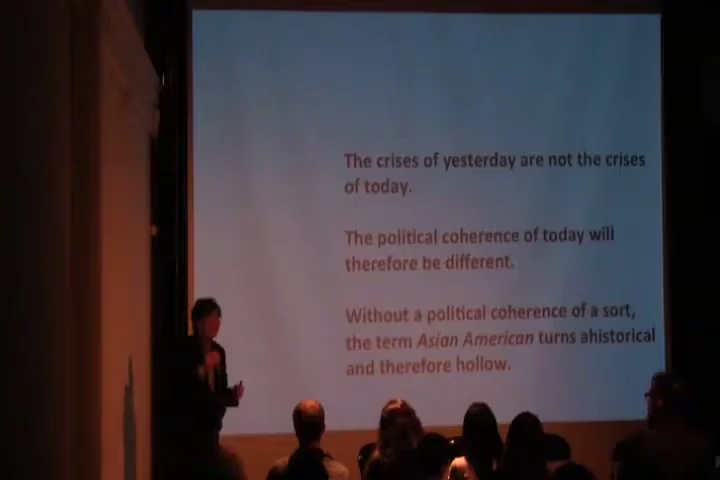 The crises of yesterday are not the crises
of today.
The political coherence of today will
therefore be different.
Without a political coherence of a sort,
the term Asian American turns ahistorical
and therefore hollow.